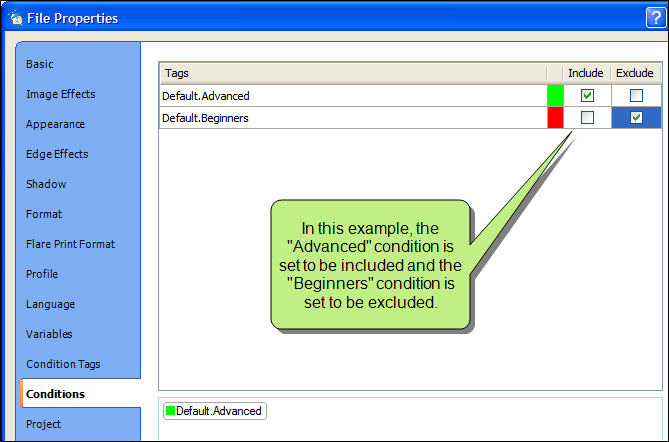 File Properties
?
Basic
Image Effects
Appearance
Edge Effects
Shadow
Format
Flare Print Format
Profile
Language
Variables
Condition Tags
Conditions
Project
Tags Include Exclude
Default.Advanced
Default.Beginners
In this example, the
"Advanced" condition is
set to be included and the
"Beginners" condition is
set to be excluded.
Default.Advanced